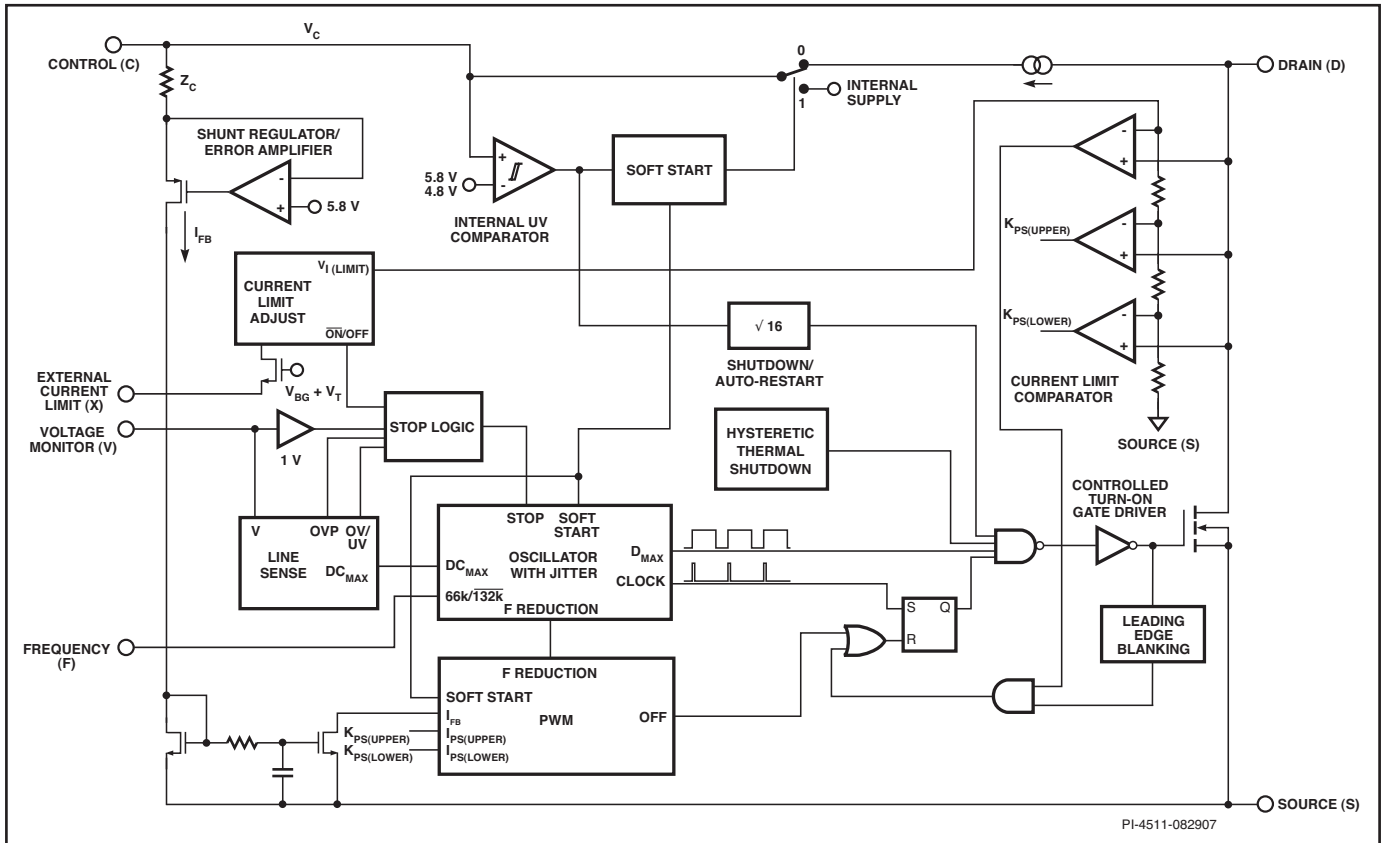 V_C
CONTROL (C)
Z_C
0
1
INTERNAL
SUPPLY
DRAIN (D)
SHUNT REGULATOR/
ERROR AMPLIFIER
-
+
5.8 V
I_FB
+
-
5.8 V
4.8 V
INTERNAL UV
COMPARATOR
SOFT START
-
+
K_PS(UPPER)
-
+
K_PS(LOWER)
-
+
CURRENT LIMIT
COMPARATOR
SOURCE (S)
V_I (LIMIT)
CURRENT
LIMIT
ADJUST
O̅N̅/OFF
√ 16
SHUTDOWN/
AUTO-RESTART
EXTERNAL
CURRENT
LIMIT (X)
V_BG + V_T
VOLTAGE
MONITOR (V)
1 V
STOP LOGIC
HYSTERETIC
THERMAL
SHUTDOWN
CONTROLLED
TURN-ON
GATE DRIVER
V
OVP
OV/
UV
LINE
SENSE
DC_MAX
STOP
SOFT
START
DC_MAX
OSCILLATOR
WITH JITTER
D_MAX
CLOCK
66k/1̅3̅2̅k̅
F REDUCTION
S
Q
R
LEADING
EDGE
BLANKING
FREQUENCY
(F)
F REDUCTION
SOFT START
PWM
OFF
I_FB
K_PS(UPPER)
I_PS(UPPER)
K_PS(LOWER)
I_PS(LOWER)
SOURCE (S)
PI-4511-082907